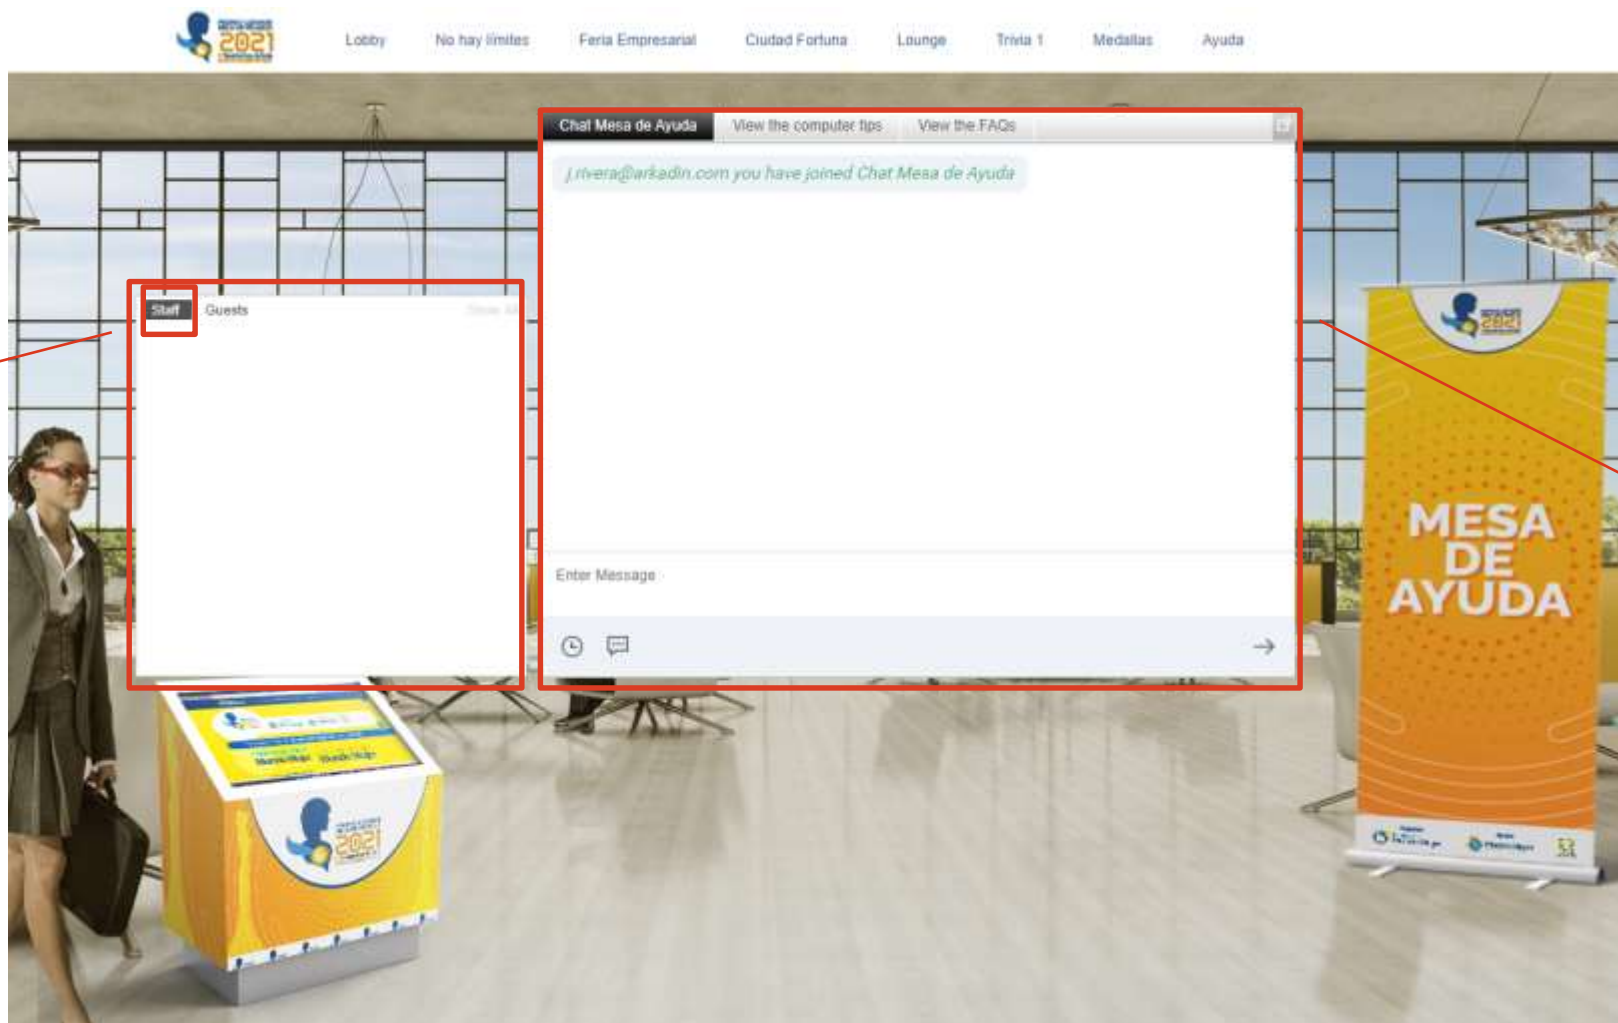 2021
Lobby
No hay límites
Feria Empresarial
Ciudad Fortuna
Lounge
Trivia 1
Medallas
Ayuda
Chat Mesa de Ayuda
View the computer tips
View the FAQs
j.rivera@arkadin.com you have joined Chat Mesa de Ayuda
Staff
Guests
Show All
Enter Message
2021
MESA
DE
AYUDA
2021